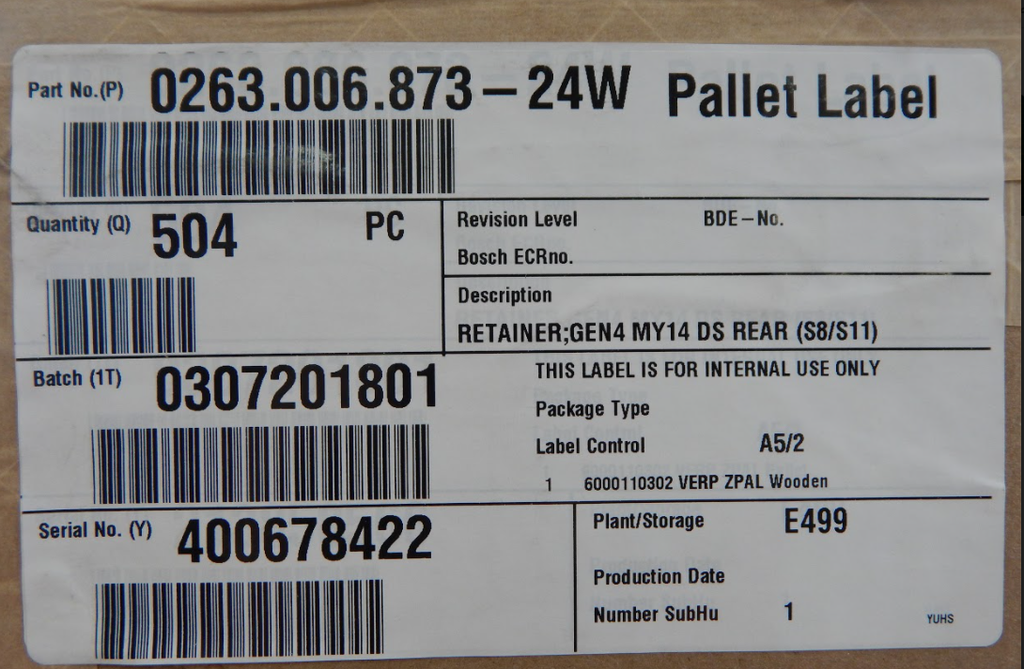 Part No.(P) 0263.006.873-24W Pallet Label
Quantity (Q) 504 PC
Revision Level BDE-No.
Bosch ECRno.
Description
RETAINER;GEN4 MY14 DS REAR (S8/S11)
Batch (1T) 0307201801
THIS LABEL IS FOR INTERNAL USE ONLY
Package Type
Label Control A5/2
1 6000110302 VERP ZPAL Wooden
Serial No. (Y) 400678422
Plant/Storage E499
Production Date
Number SubHu 1
YUHS